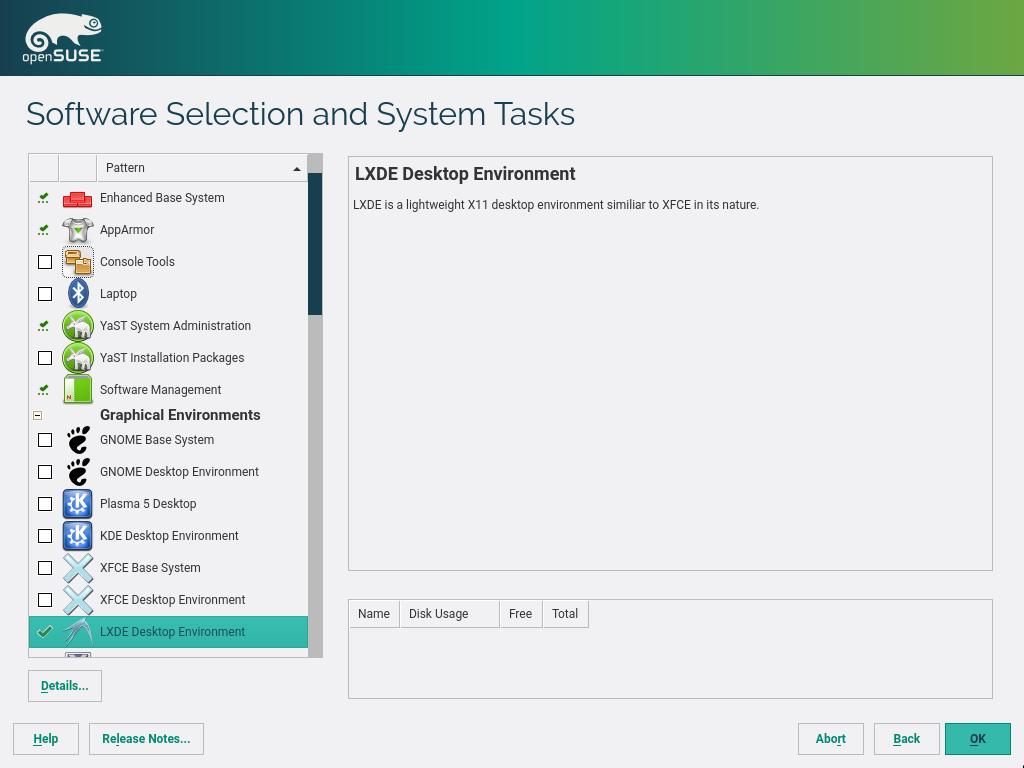 openSUSE
Software Selection and System Tasks
Pattern
Enhanced Base System
AppArmor
Console Tools
Laptop
YaST System Administration
YaST Installation Packages
Software Management
Graphical Environments
GNOME Base System
GNOME Desktop Environment
Plasma 5 Desktop
KDE Desktop Environment
XFCE Base System
XFCE Desktop Environment
LXDE Desktop Environment
Details...
LXDE Desktop Environment
LXDE is a lightweight X11 desktop environment similiar to XFCE in its nature.
Name Disk Usage Free Total
Help Release Notes... Abort Back OK